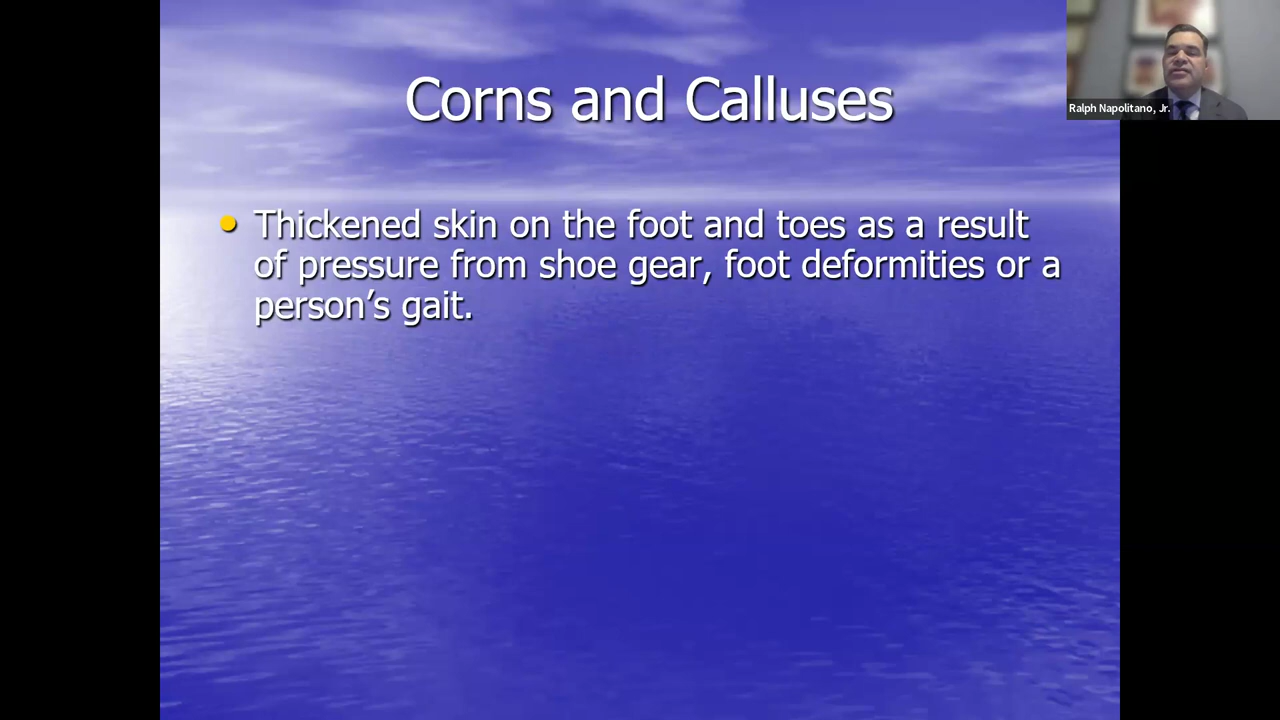 Corns and Calluses
Ralph Napolitano, Jr.
Thickened skin on the foot and toes as a result
of pressure from shoe gear, foot deformities or a
person’s gait.